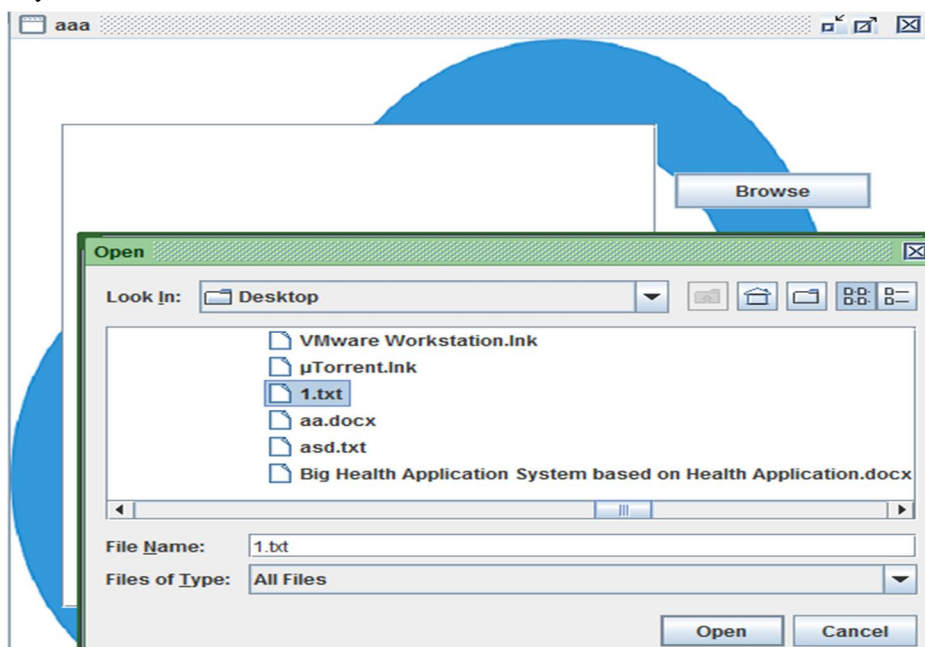 aaa
Browse
Open
Look In: Desktop
VMware Workstation.lnk
µTorrent.lnk
1.txt
aa.docx
asd.txt
Big Health Application System based on Health Application.docx
File Name: 1.txt
Files of Type: All Files
Open Cancel